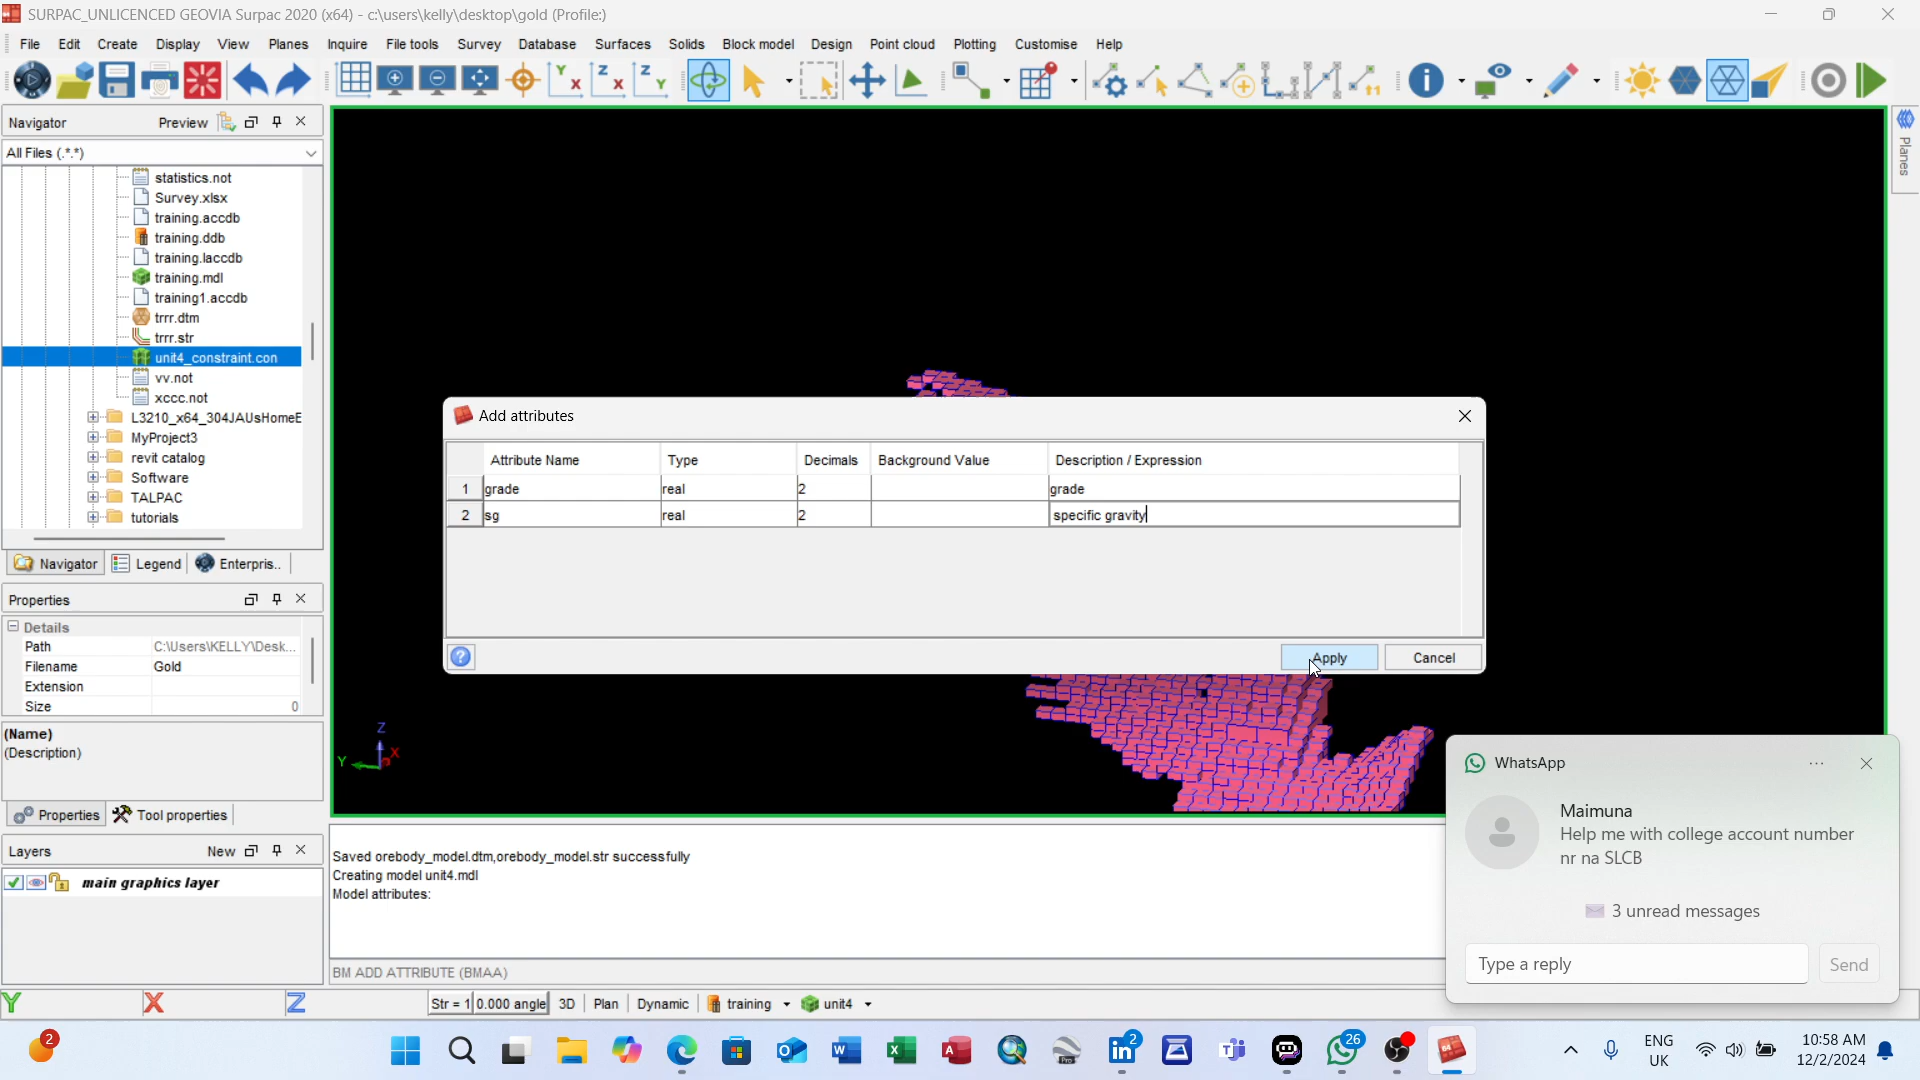 SURPAC_UNLICENCED GEOVIA Surpac 2020 (x64) - c:\users\kelly\desktop\gold (Profile:)
File Edit Create Display View Planes Inquire File tools Survey Database Surfaces Solids Block model Design Point cloud Plotting Customise Help
Navigator Preview
All Files (*.*)
statistics.not
Survey.xlsx
training.accdb
training.ddb
training.laccdb
training.mdl
training1.accdb
trrr.dtm
trrr.str
unit4_constraint.con
vv.not
xccc.not
L3210_x64_304JAUsHomeE
MyProject3
revit catalog
Software
TALPAC
tutorials
Navigator Legend Enterpris..
Properties
Details
Path C:\Users\KELLY\Desk...
Filename Gold
Extension
Size 0
(Name)
(Description)
Properties Tool properties
Layers New
main graphics layer
Planes
Add attributes
Attribute Name Type Decimals Background Value Description / Expression
1 grade real 2 grade
2 sg real 2 specific gravity
Apply Cancel
Z
Y X
Saved orebody_model.dtm,orebody_model.str successfully
Creating model unit4.mdl
Model attributes:
BM ADD ATTRIBUTE (BMAA)
WhatsApp
Maimuna
Help me with college account number
nr na SLCB
3 unread messages
Type a reply Send
Y X Z Str = 1 0.000 angle 3D Plan Dynamic training unit4
2
2
26
ENG
UK
10:58 AM
12/2/2024